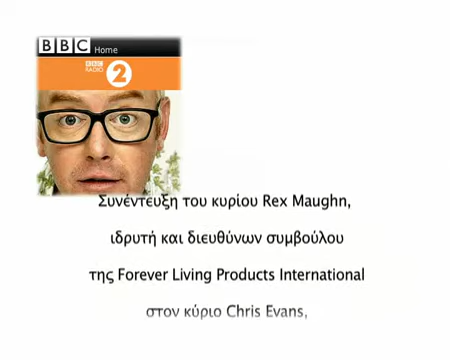 BBC Home
BBC RADIO 2
Συνέντευξη του κυρίου Rex Maughn,
ιδρυτή και διευθύνων συμβούλου
της Forever Living Products International
στον κύριο Chris Evans,